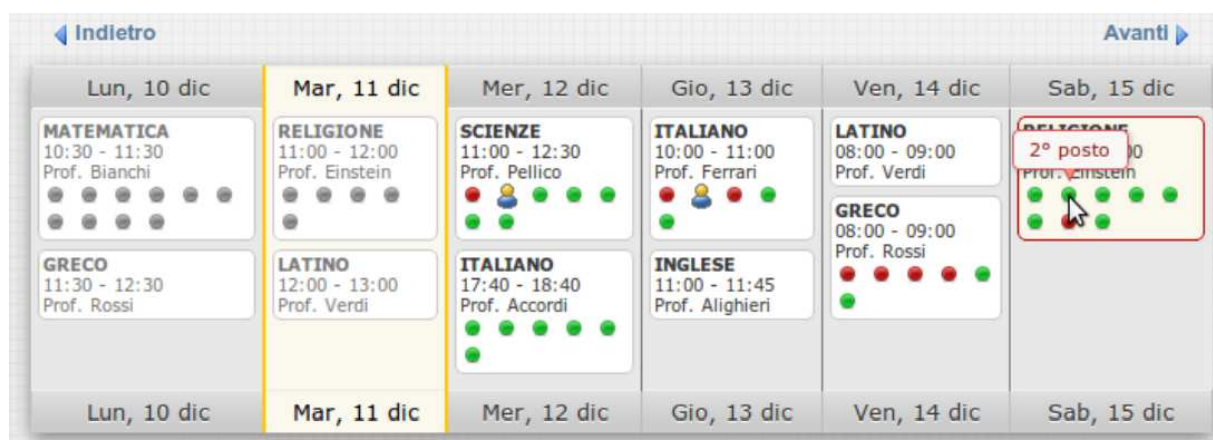 Indietro
Avanti
Lun, 10 dic
Mar, 11 dic
Mer, 12 dic
Gio, 13 dic
Ven, 14 dic
Sab, 15 dic
MATEMATICA
10:30 - 11:30
Prof. Bianchi
GRECO
11:30 - 12:30
Prof. Rossi
RELIGIONE
11:00 - 12:00
Prof. Einstein
LATINO
12:00 - 13:00
Prof. Verdi
SCIENZE
11:00 - 12:30
Prof. Pellico
ITALIANO
17:40 - 18:40
Prof. Accordi
ITALIANO
10:00 - 11:00
Prof. Ferrari
INGLESE
11:00 - 11:45
Prof. Alighieri
LATINO
08:00 - 09:00
Prof. Verdi
GRECO
08:00 - 09:00
Prof. Rossi
RELIGIONE
2° posto
Prof. Einstein
Lun, 10 dic
Mar, 11 dic
Mer, 12 dic
Gio, 13 dic
Ven, 14 dic
Sab, 15 dic